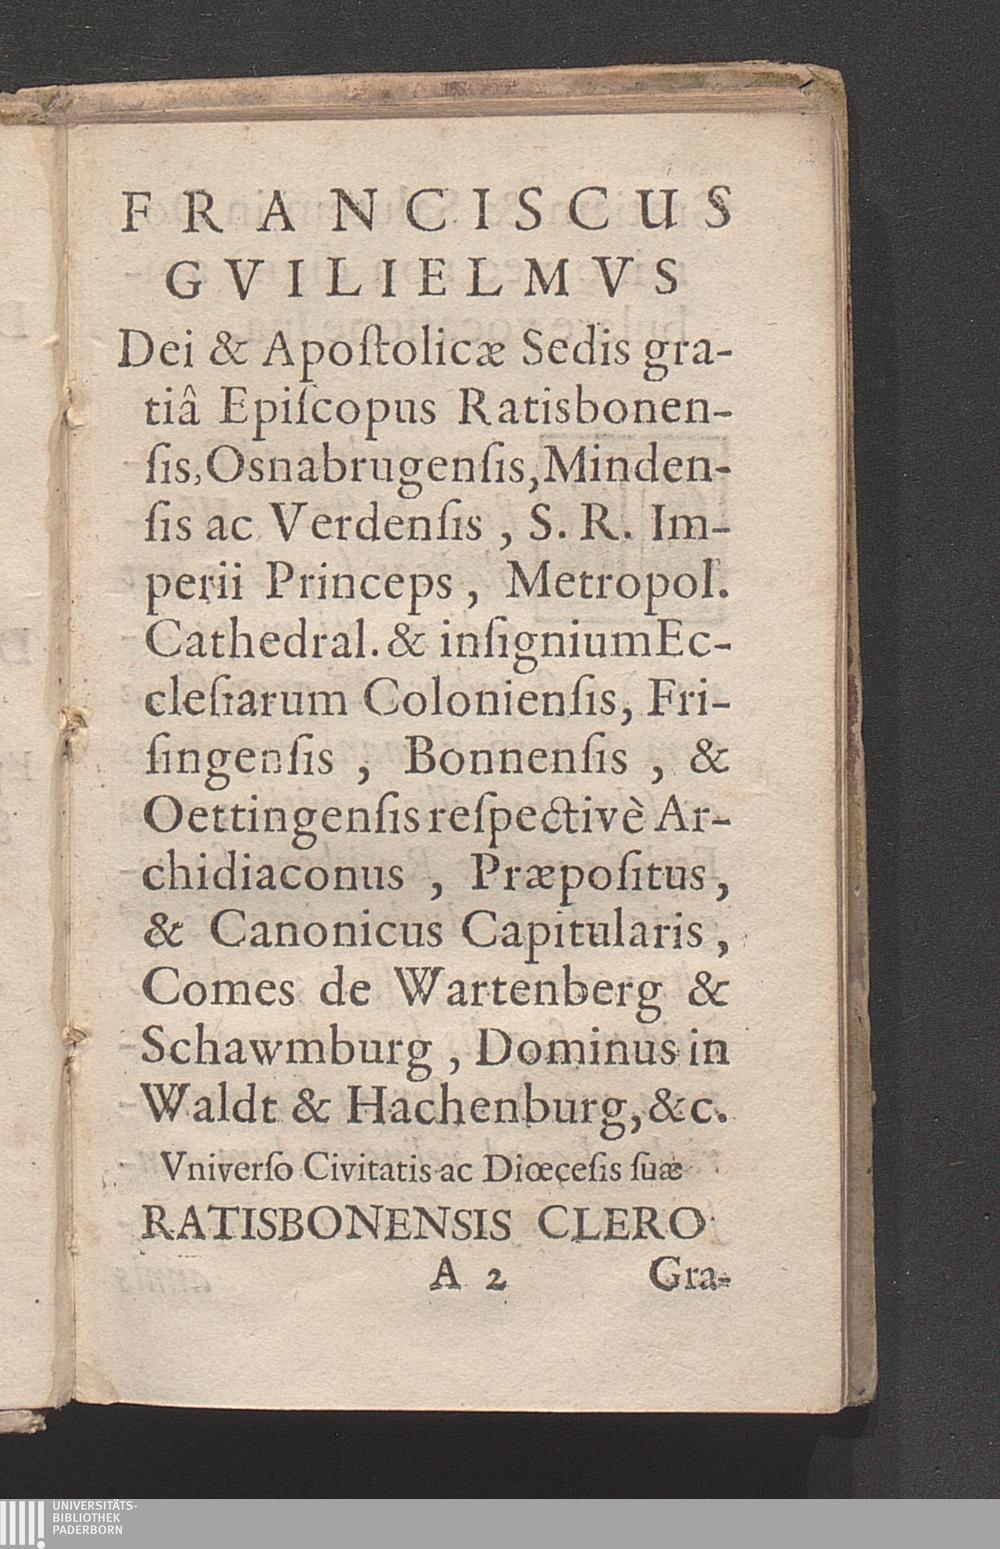 FRANCISCUS
GVILIELMVS
Dei & Apoſtolicæ Sedis gra-
tiâ Epiſcopus Ratisbonen-
ſis, Osnabrugenſis, Minden-
ſis ac Verdenſis, S. R. Im-
perii Princeps, Metropol.
Cathedral. & inſignium Ec-
cleſiarum Colonienſis, Fri-
ſingenſis, Bonnenſis, &
Oettingenſis reſpectivè Ar-
chidiaconus, Præpoſitus,
& Canonicus Capitularis,
Comes de Wartenberg &
Schawmburg, Dominus in
Waldt & Hachenburg, &c.
Vniverſo Civitatis ac Diœceſis ſuæ
RATISBONENSIS CLERO
A 2 Gra-
UNIVERSITÄTS-
BIBLIOTHEK
PADERBORN